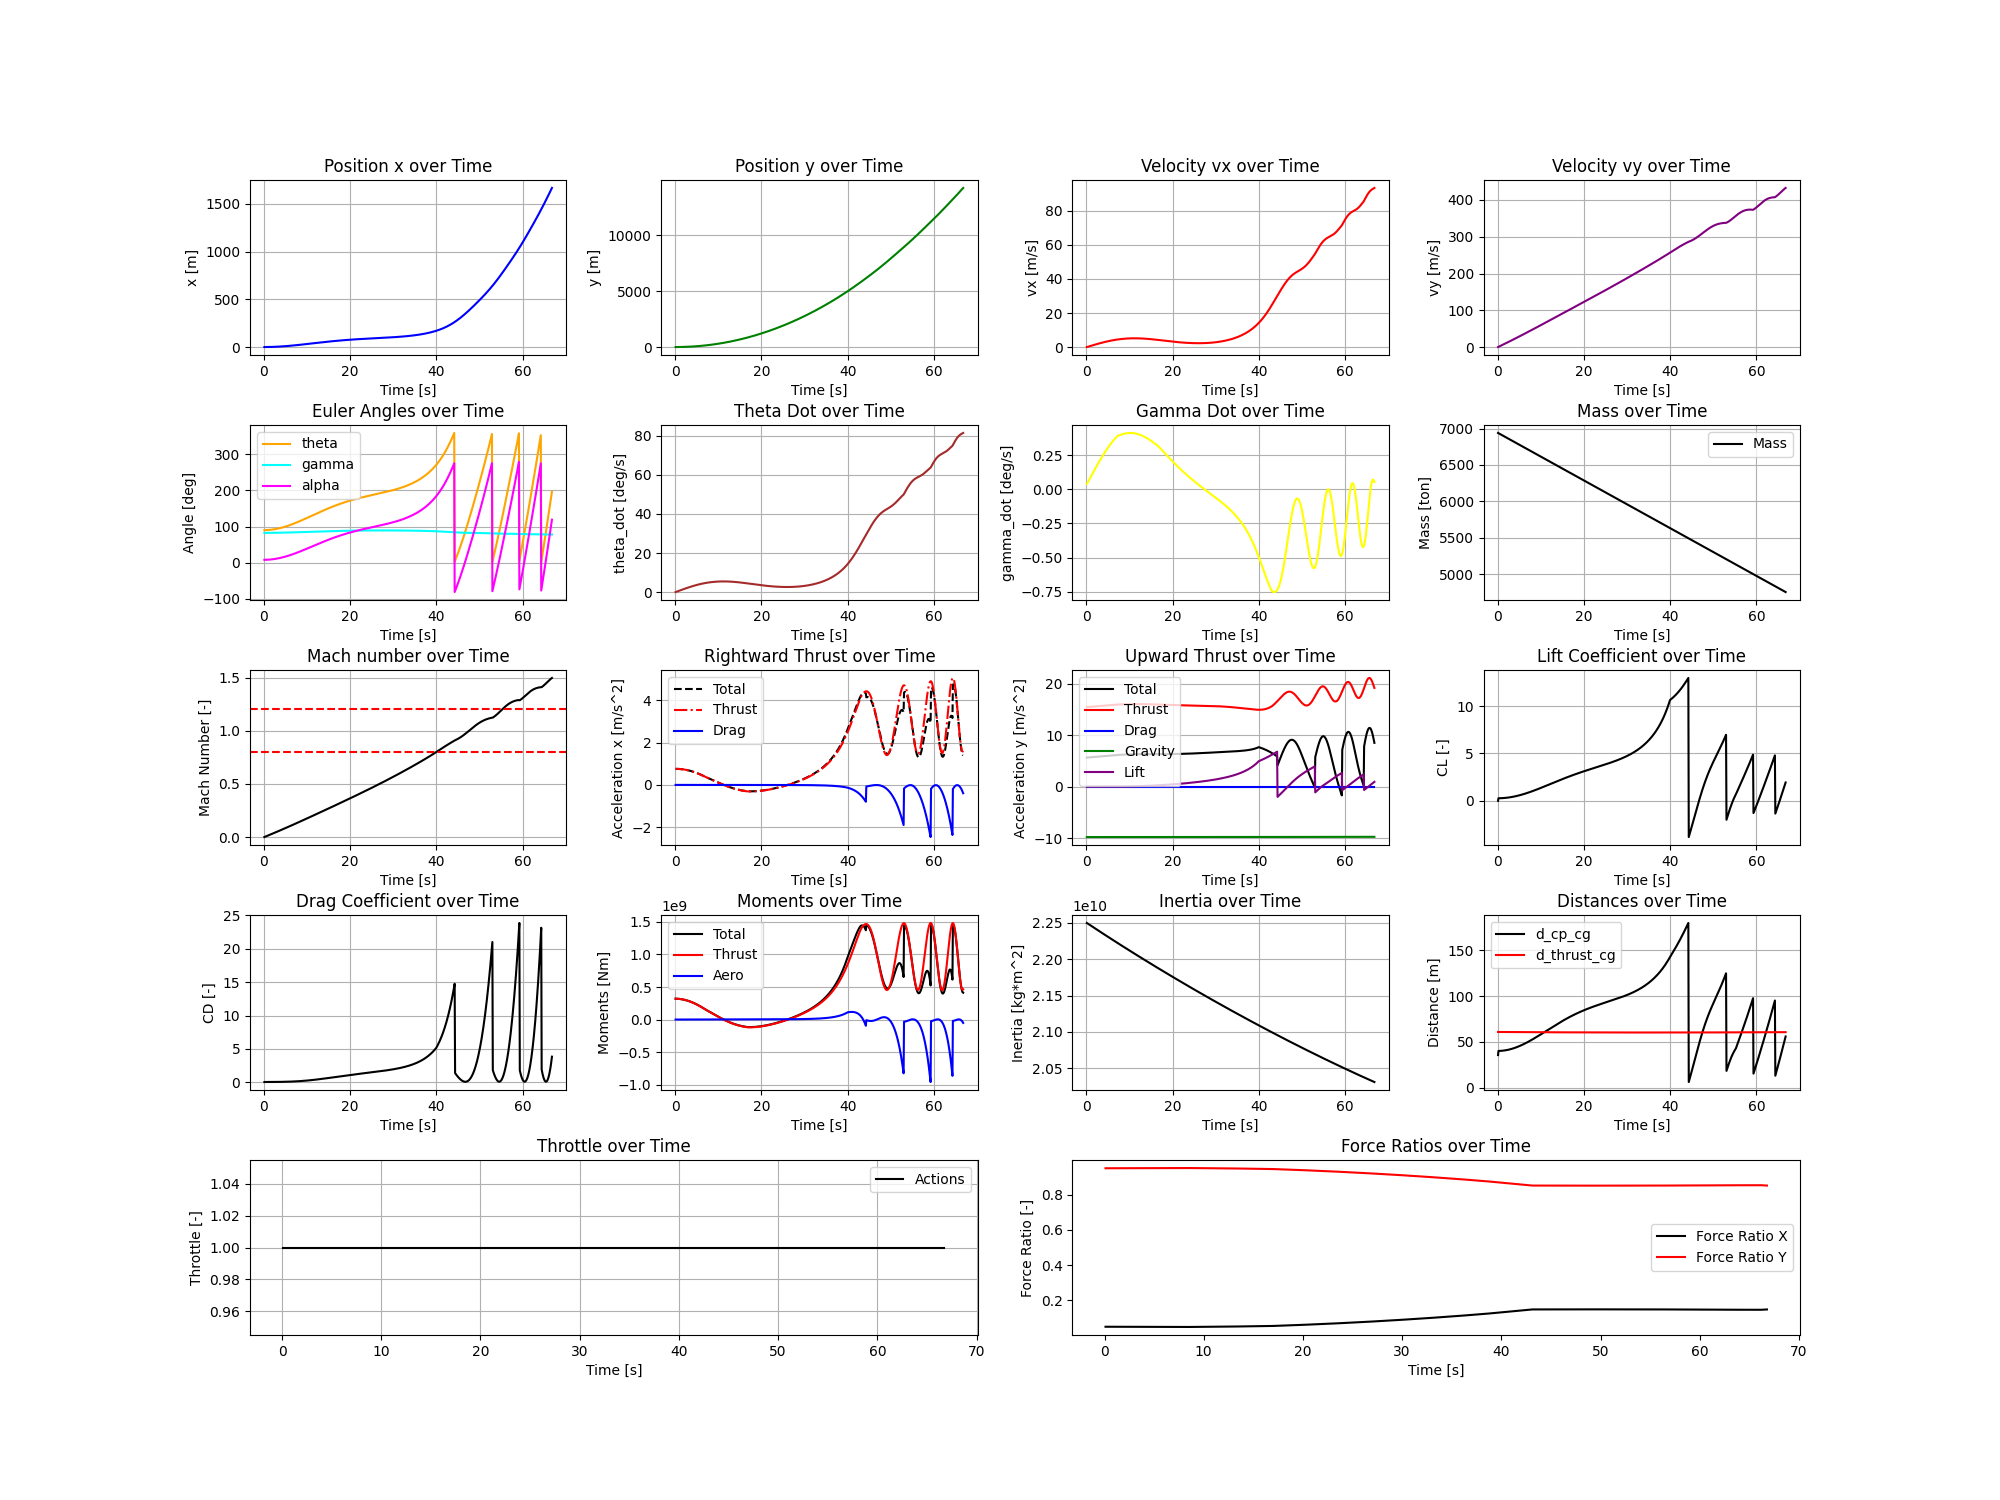 Position x over Time
x [m]
1500
1000
500
0
0 20 40 60
Time [s]
Position y over Time
y [m]
10000
5000
0
0 20 40 60
Time [s]
Velocity vx over Time
vx [m/s]
80
60
40
20
0
0 20 40 60
Time [s]
Velocity vy over Time
vy [m/s]
400
300
200
100
0
0 20 40 60
Time [s]
Euler Angles over Time
Angle [deg]
300
200
100
0
−100
theta
gamma
alpha
0 20 40 60
Time [s]
Theta Dot over Time
theta_dot [deg/s]
80
60
40
20
0
0 20 40 60
Time [s]
Gamma Dot over Time
gamma_dot [deg/s]
0.25
0.00
−0.25
−0.50
−0.75
0 20 40 60
Time [s]
Mass over Time
Mass [ton]
7000
6500
6000
5500
5000
Mass
0 20 40 60
Time [s]
Mach number over Time
Mach Number [-]
1.5
1.0
0.5
0.0
0 20 40 60
Time [s]
Rightward Thrust over Time
Acceleration x [m/s^2]
4
2
0
−2
Total
Thrust
Drag
0 20 40 60
Time [s]
Upward Thrust over Time
Acceleration y [m/s^2]
20
10
0
−10
Total
Thrust
Drag
Gravity
Lift
0 20 40 60
Time [s]
Lift Coefficient over Time
CL [-]
10
5
0
0 20 40 60
Time [s]
Drag Coefficient over Time
CD [-]
25
20
15
10
5
0
0 20 40 60
Time [s]
Moments over Time
1e9
Moments [Nm]
1.5
1.0
0.5
0.0
−0.5
−1.0
Total
Thrust
Aero
0 20 40 60
Time [s]
Inertia over Time
1e10
Inertia [kg*m^2]
2.25
2.20
2.15
2.10
2.05
0 20 40 60
Time [s]
Distances over Time
Distance [m]
150
100
50
0
d_cp_cg
d_thrust_cg
0 20 40 60
Time [s]
Throttle over Time
Throttle [-]
1.04
1.02
1.00
0.98
0.96
Actions
0 10 20 30 40 50 60 70
Time [s]
Force Ratios over Time
Force Ratio [-]
0.8
0.6
0.4
0.2
Force Ratio X
Force Ratio Y
0 10 20 30 40 50 60 70
Time [s]